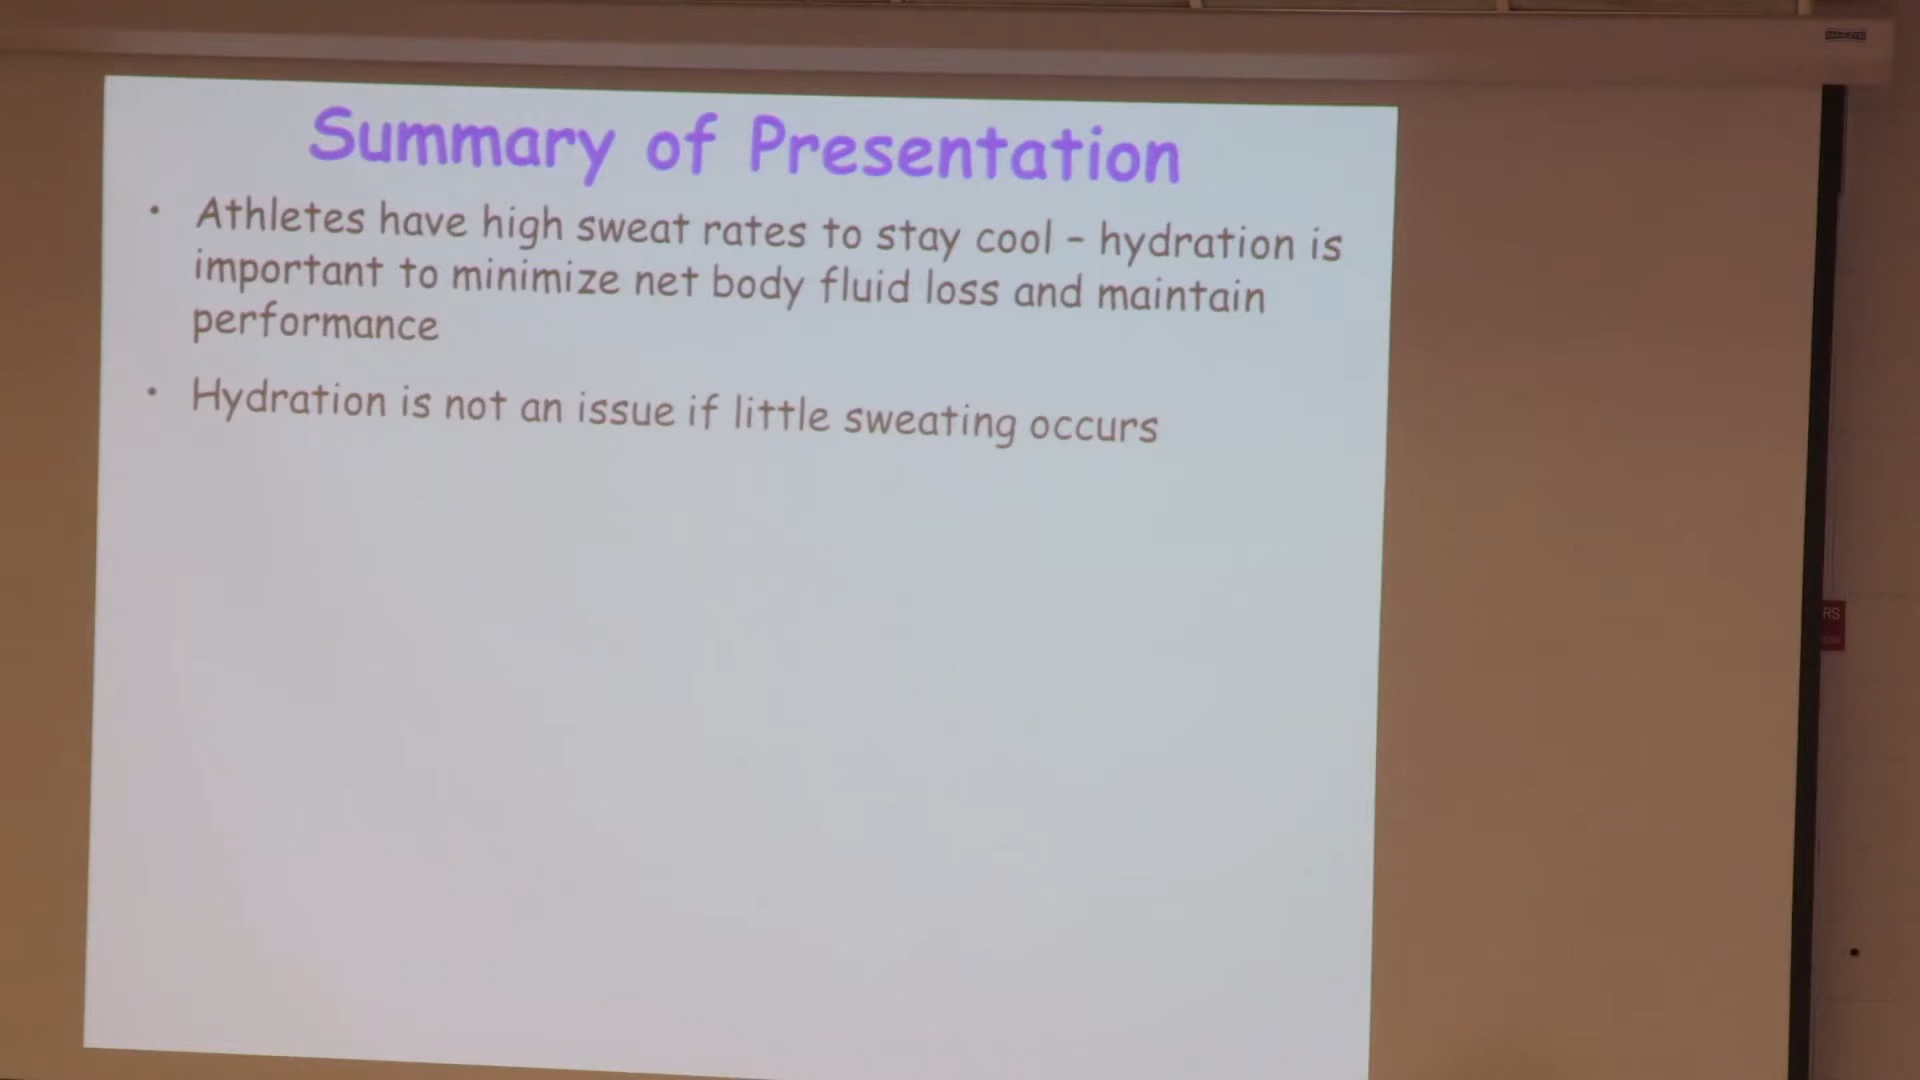 Summary of Presentation
• Athletes have high sweat rates to stay cool – hydration is
important to minimize net body fluid loss and maintain
performance
• Hydration is not an issue if little sweating occurs
RS